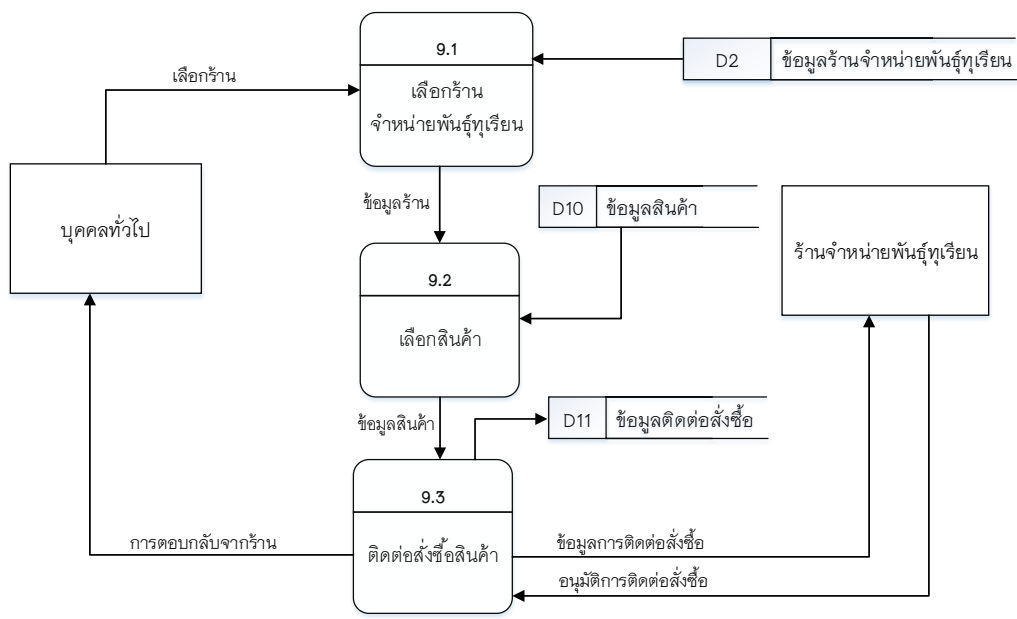 9.1
D2
ข้อมูลร้านจำหน่ายพันธุ์ทุเรียน
เลือกร้าน
เลือกร้าน
จำหน่ายพันธุ์ทุเรียน
ข้อมูลร้าน
D10
ข้อมูลสินค้า
บุคคลทั่วไป
ร้านจำหน่ายพันธุ์ทุเรียน
9.2
เลือกสินค้า
ข้อมูลสินค้า
D11
ข้อมูลติดต่อสั่งซื้อ
9.3
การตอบกลับจากร้าน
ติดต่อสั่งซื้อสินค้า
ข้อมูลการติดต่อสั่งซื้อ
อนุมัติการติดต่อสั่งซื้อ